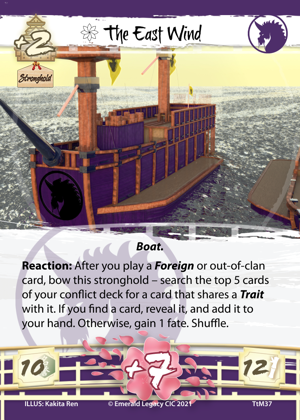 +2
The East Wind
Stronghold
Boat.
Reaction: After you play a Foreign or out-of-clan
card, bow this stronghold – search the top 5 cards
of your conflict deck for a card that shares a Trait
with it. If you find a card, reveal it, and add it to
your hand. Otherwise, gain 1 fate. Shuffle.
10
+7
12
ILLUS: Kakita Ren
© Emerald Legacy CIC 2021
TtM37